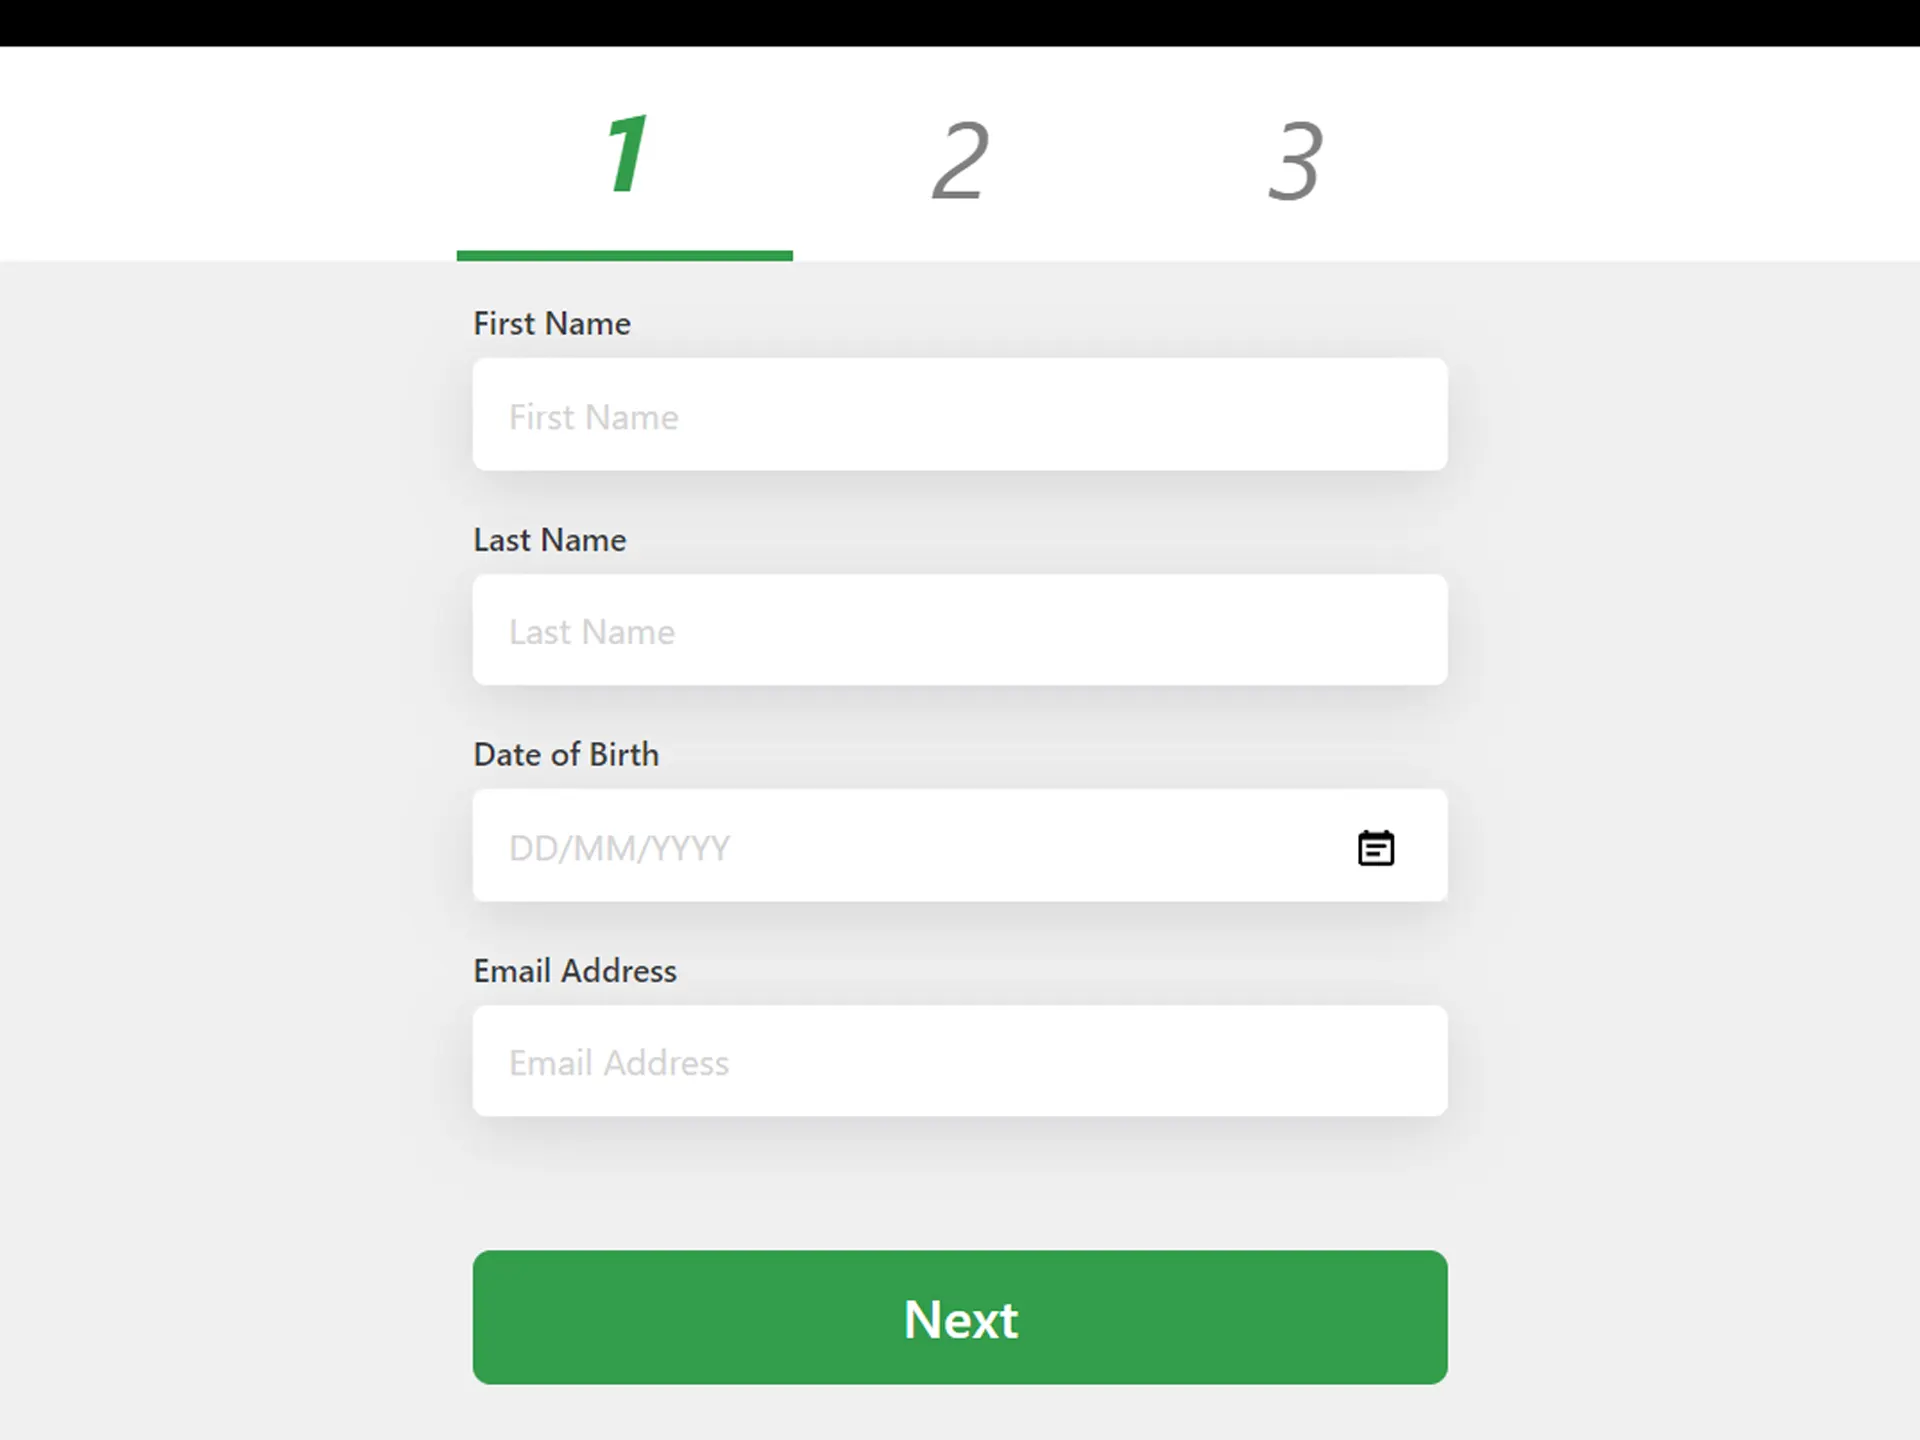 1 2 3
First Name
First Name
Last Name
Last Name
Date of Birth
DD/MM/YYYY
Email Address
Email Address
Next